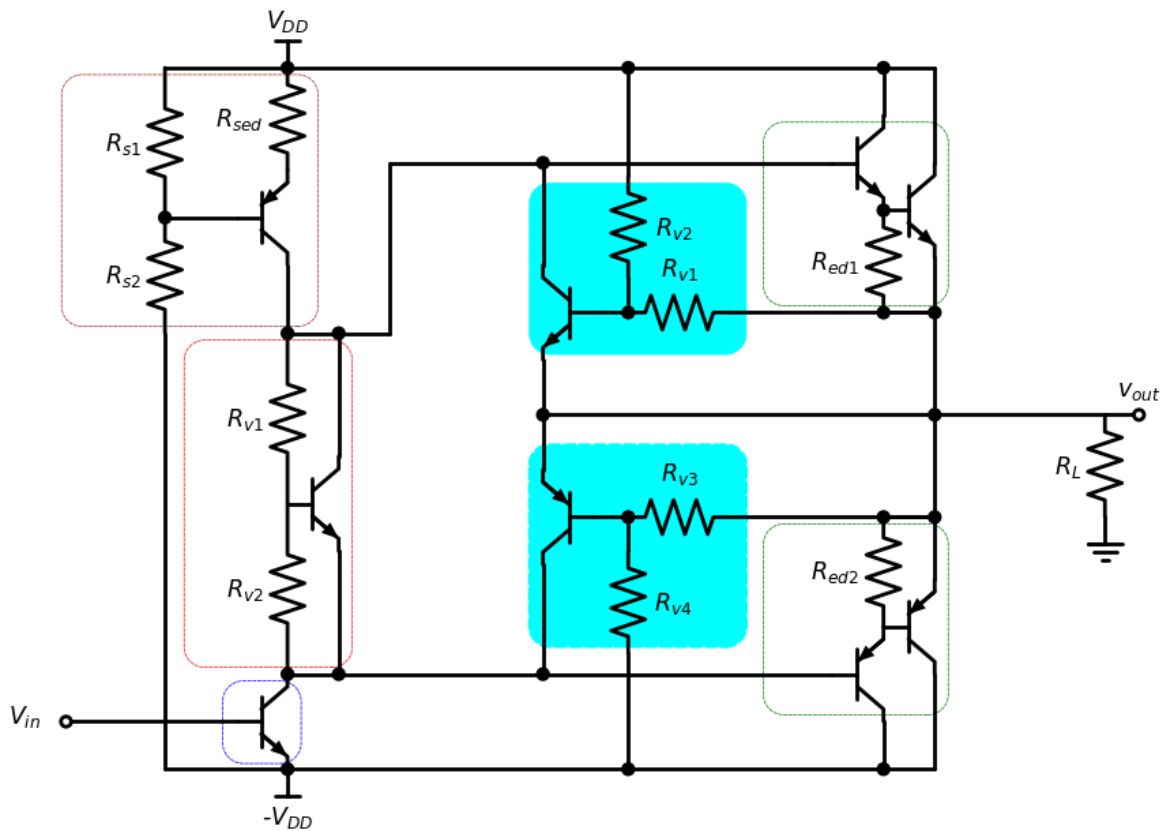 V_DD
R_sed
R_s1
R_s2
R_v2
R_v1
R_ed1
R_v1
R_v2
v_out
R_L
R_v3
R_v4
R_ed2
V_in
-V_DD